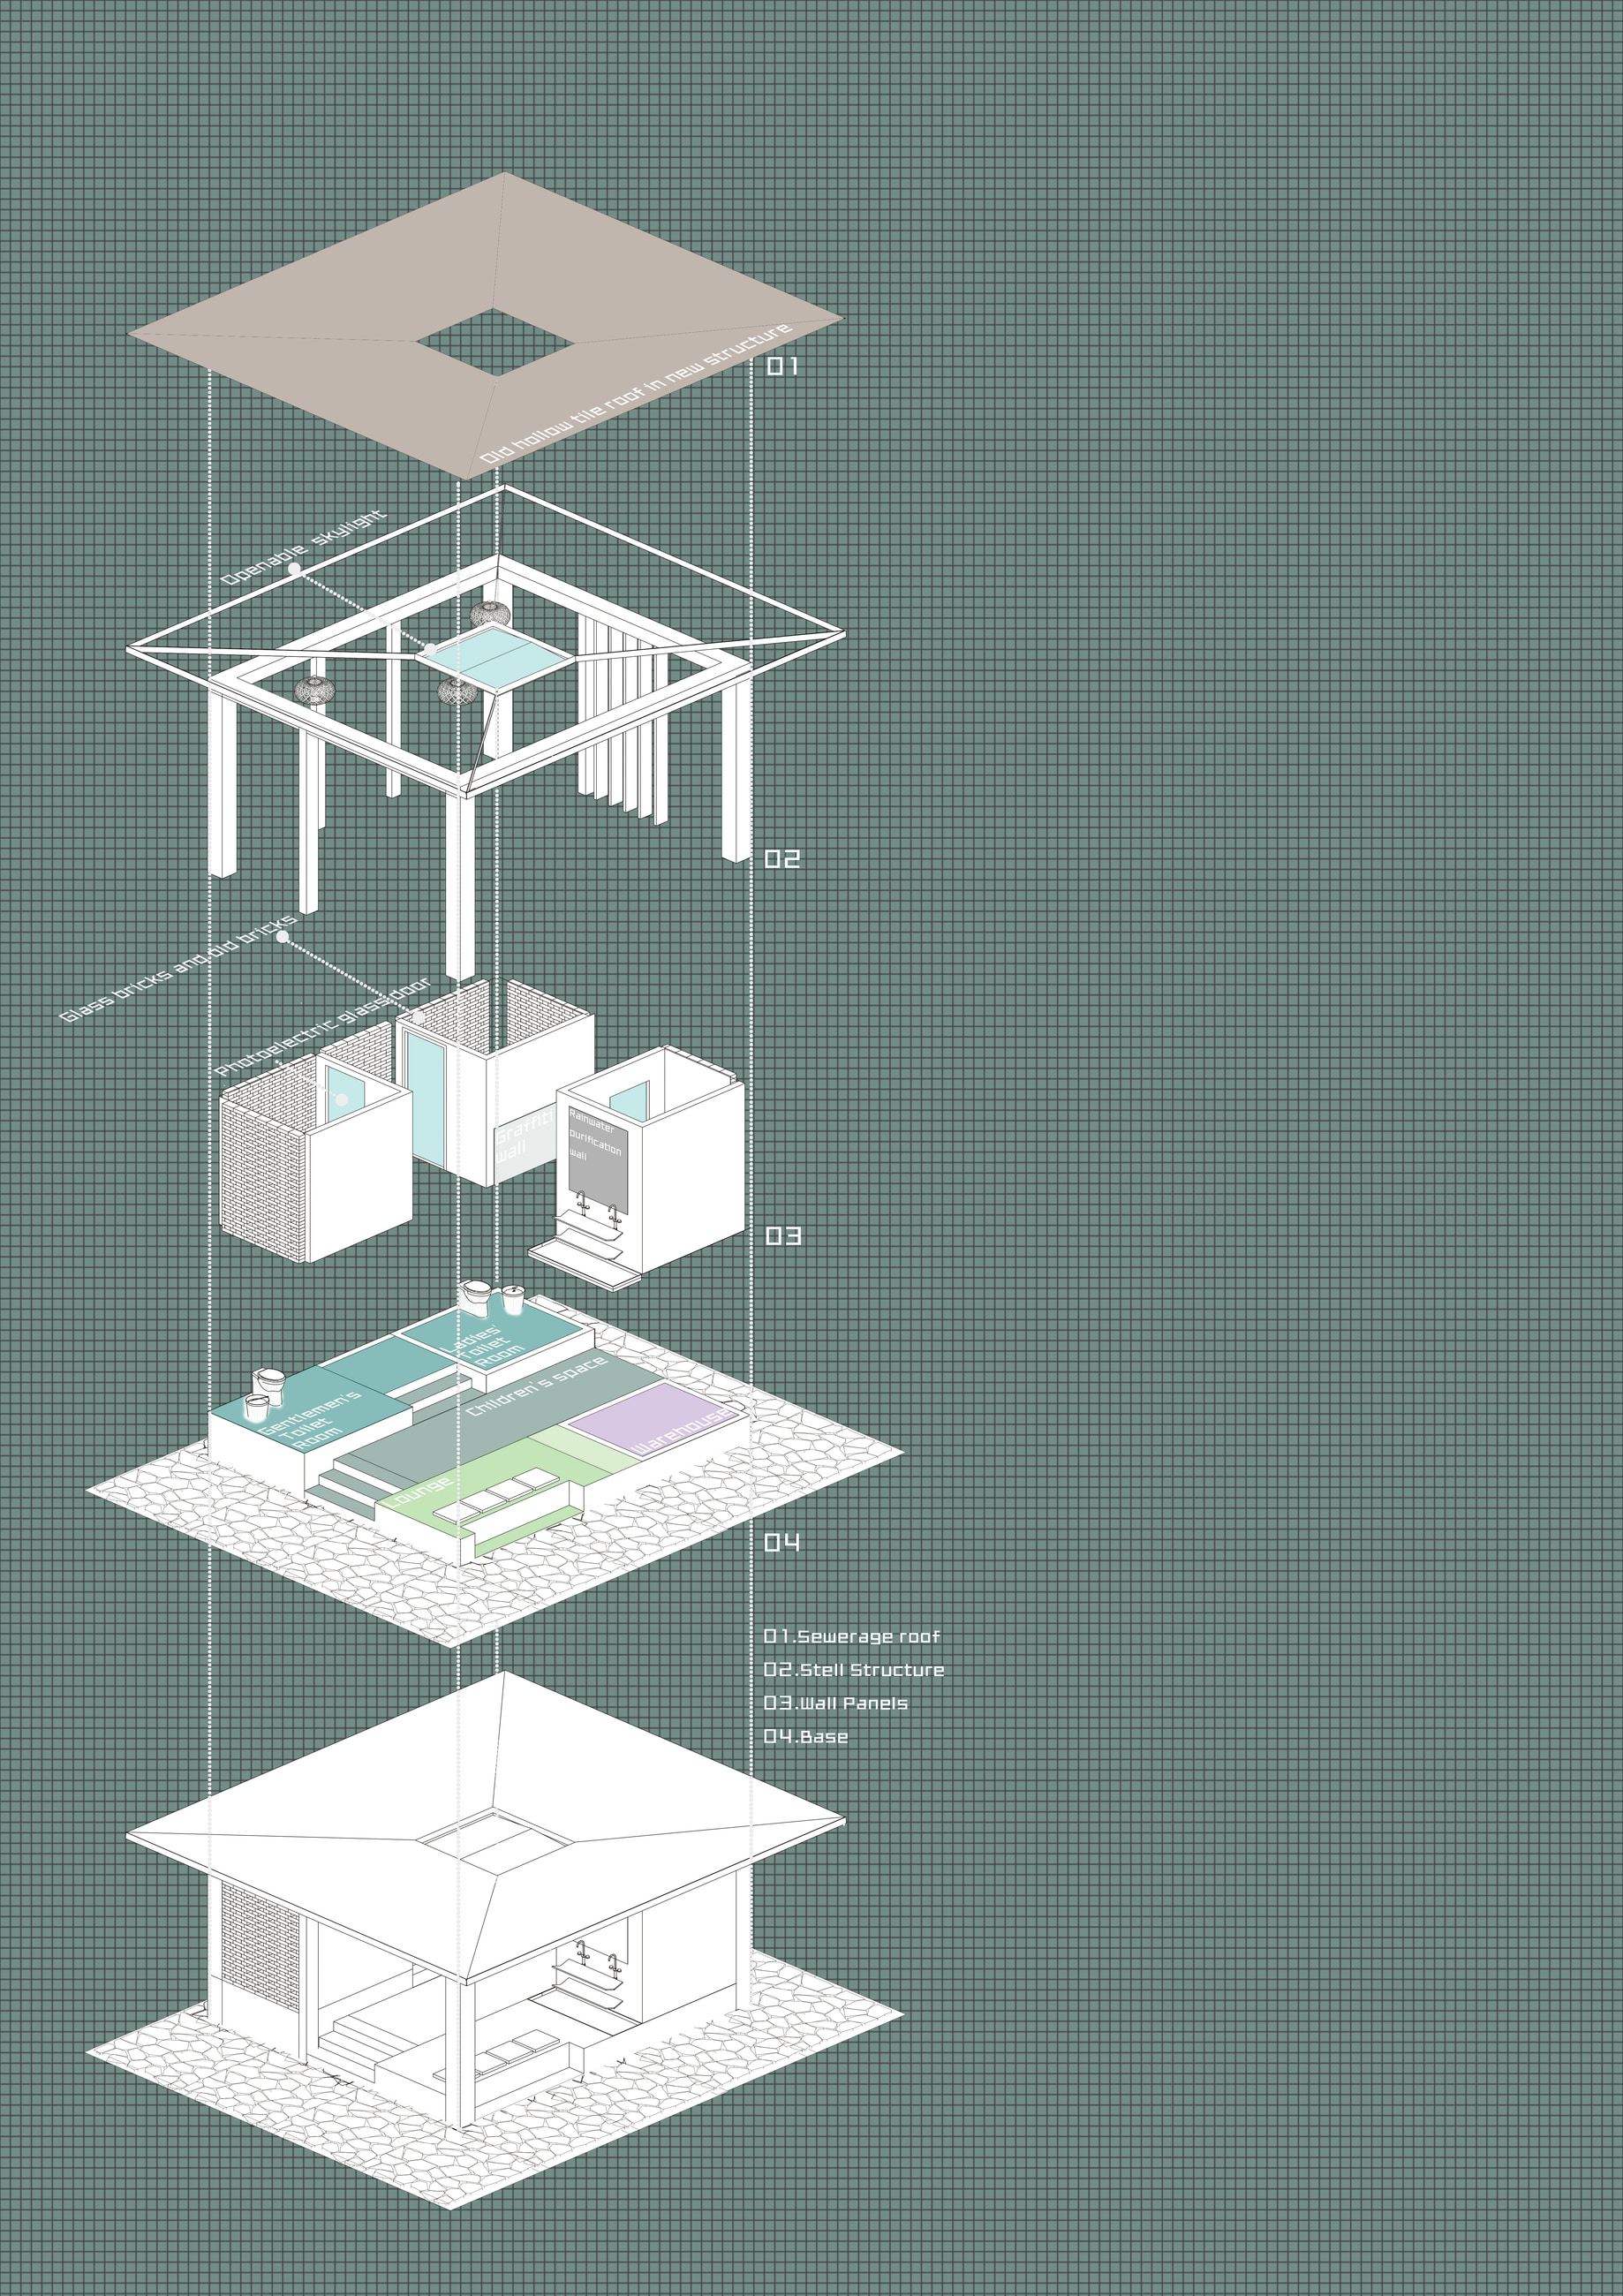 Old hollow tile roof in new structure
01
Openable skylight
02
Glass bricks and old bricks
Photoelectric glass door
Graffiti
wall
Rainwater
purification
wall
03
Ladies'
Toilet
Room
Gentlemen's
Toilet
Room
Children's space
Warehouse
Lounge
04
01.Sewerage roof
02.Stell Structure
03.Wall Panels
04.Base